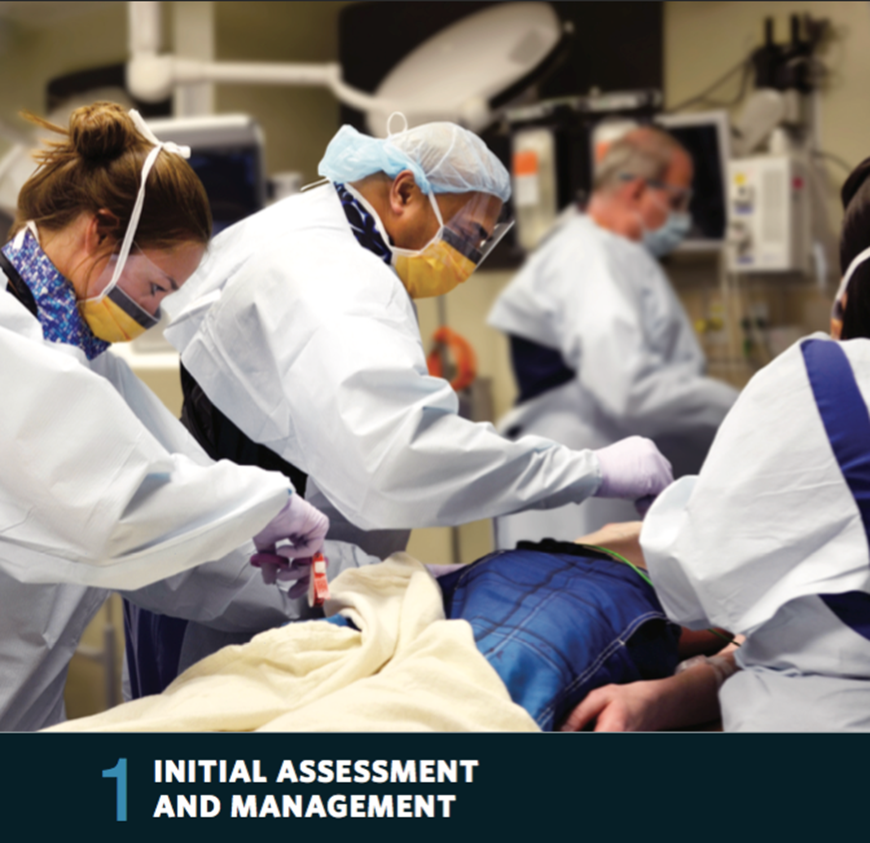 1 INITIAL ASSESSMENT
AND MANAGEMENT